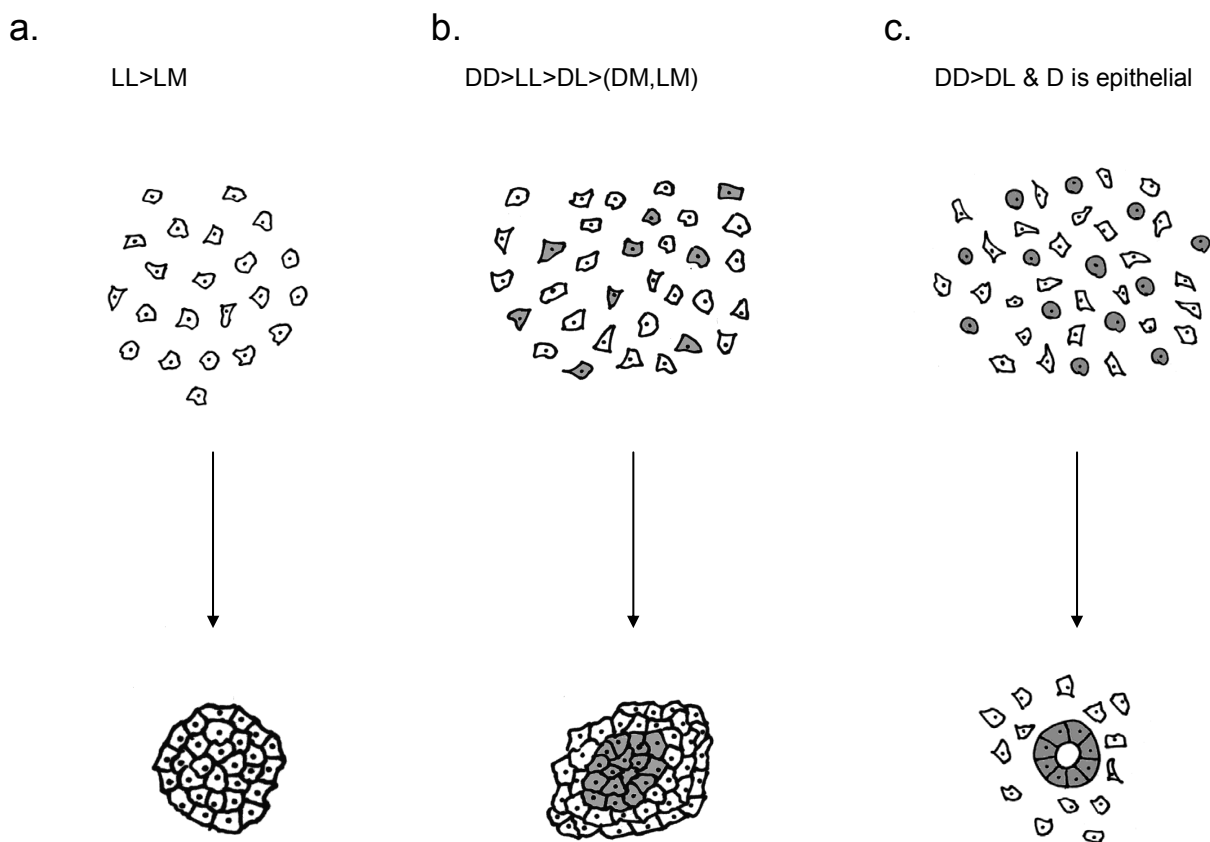 a.
b.
c.
LL>LM
DD>LL>DL>(DM,LM)
DD>DL & D is epithelial